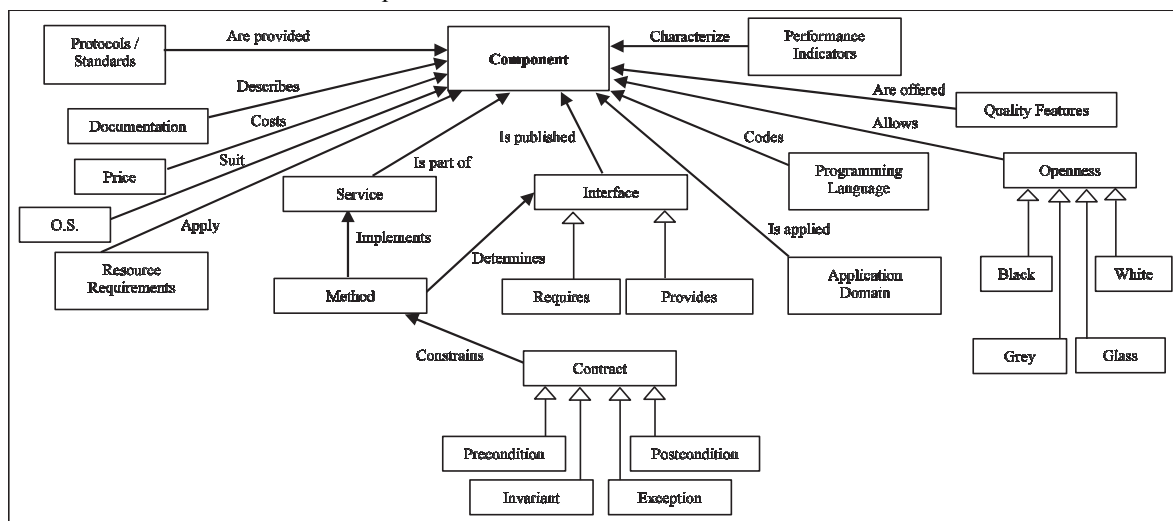 Protocols /
Standards
Are provided
Component
Characterize
Performance
Indicators
Describes
Are offered
Documentation
Costs
Quality Features
Is published
Codes
Allows
Price
Suit
Is part of
Programming
Language
Openness
Service
Interface
O.S.
Apply
Implements
Is applied
Resource
Requirements
Determines
Method
Requires
Provides
Application
Domain
Black
White
Constrains
Contract
Grey
Glass
Precondition
Postcondition
Invariant
Exception